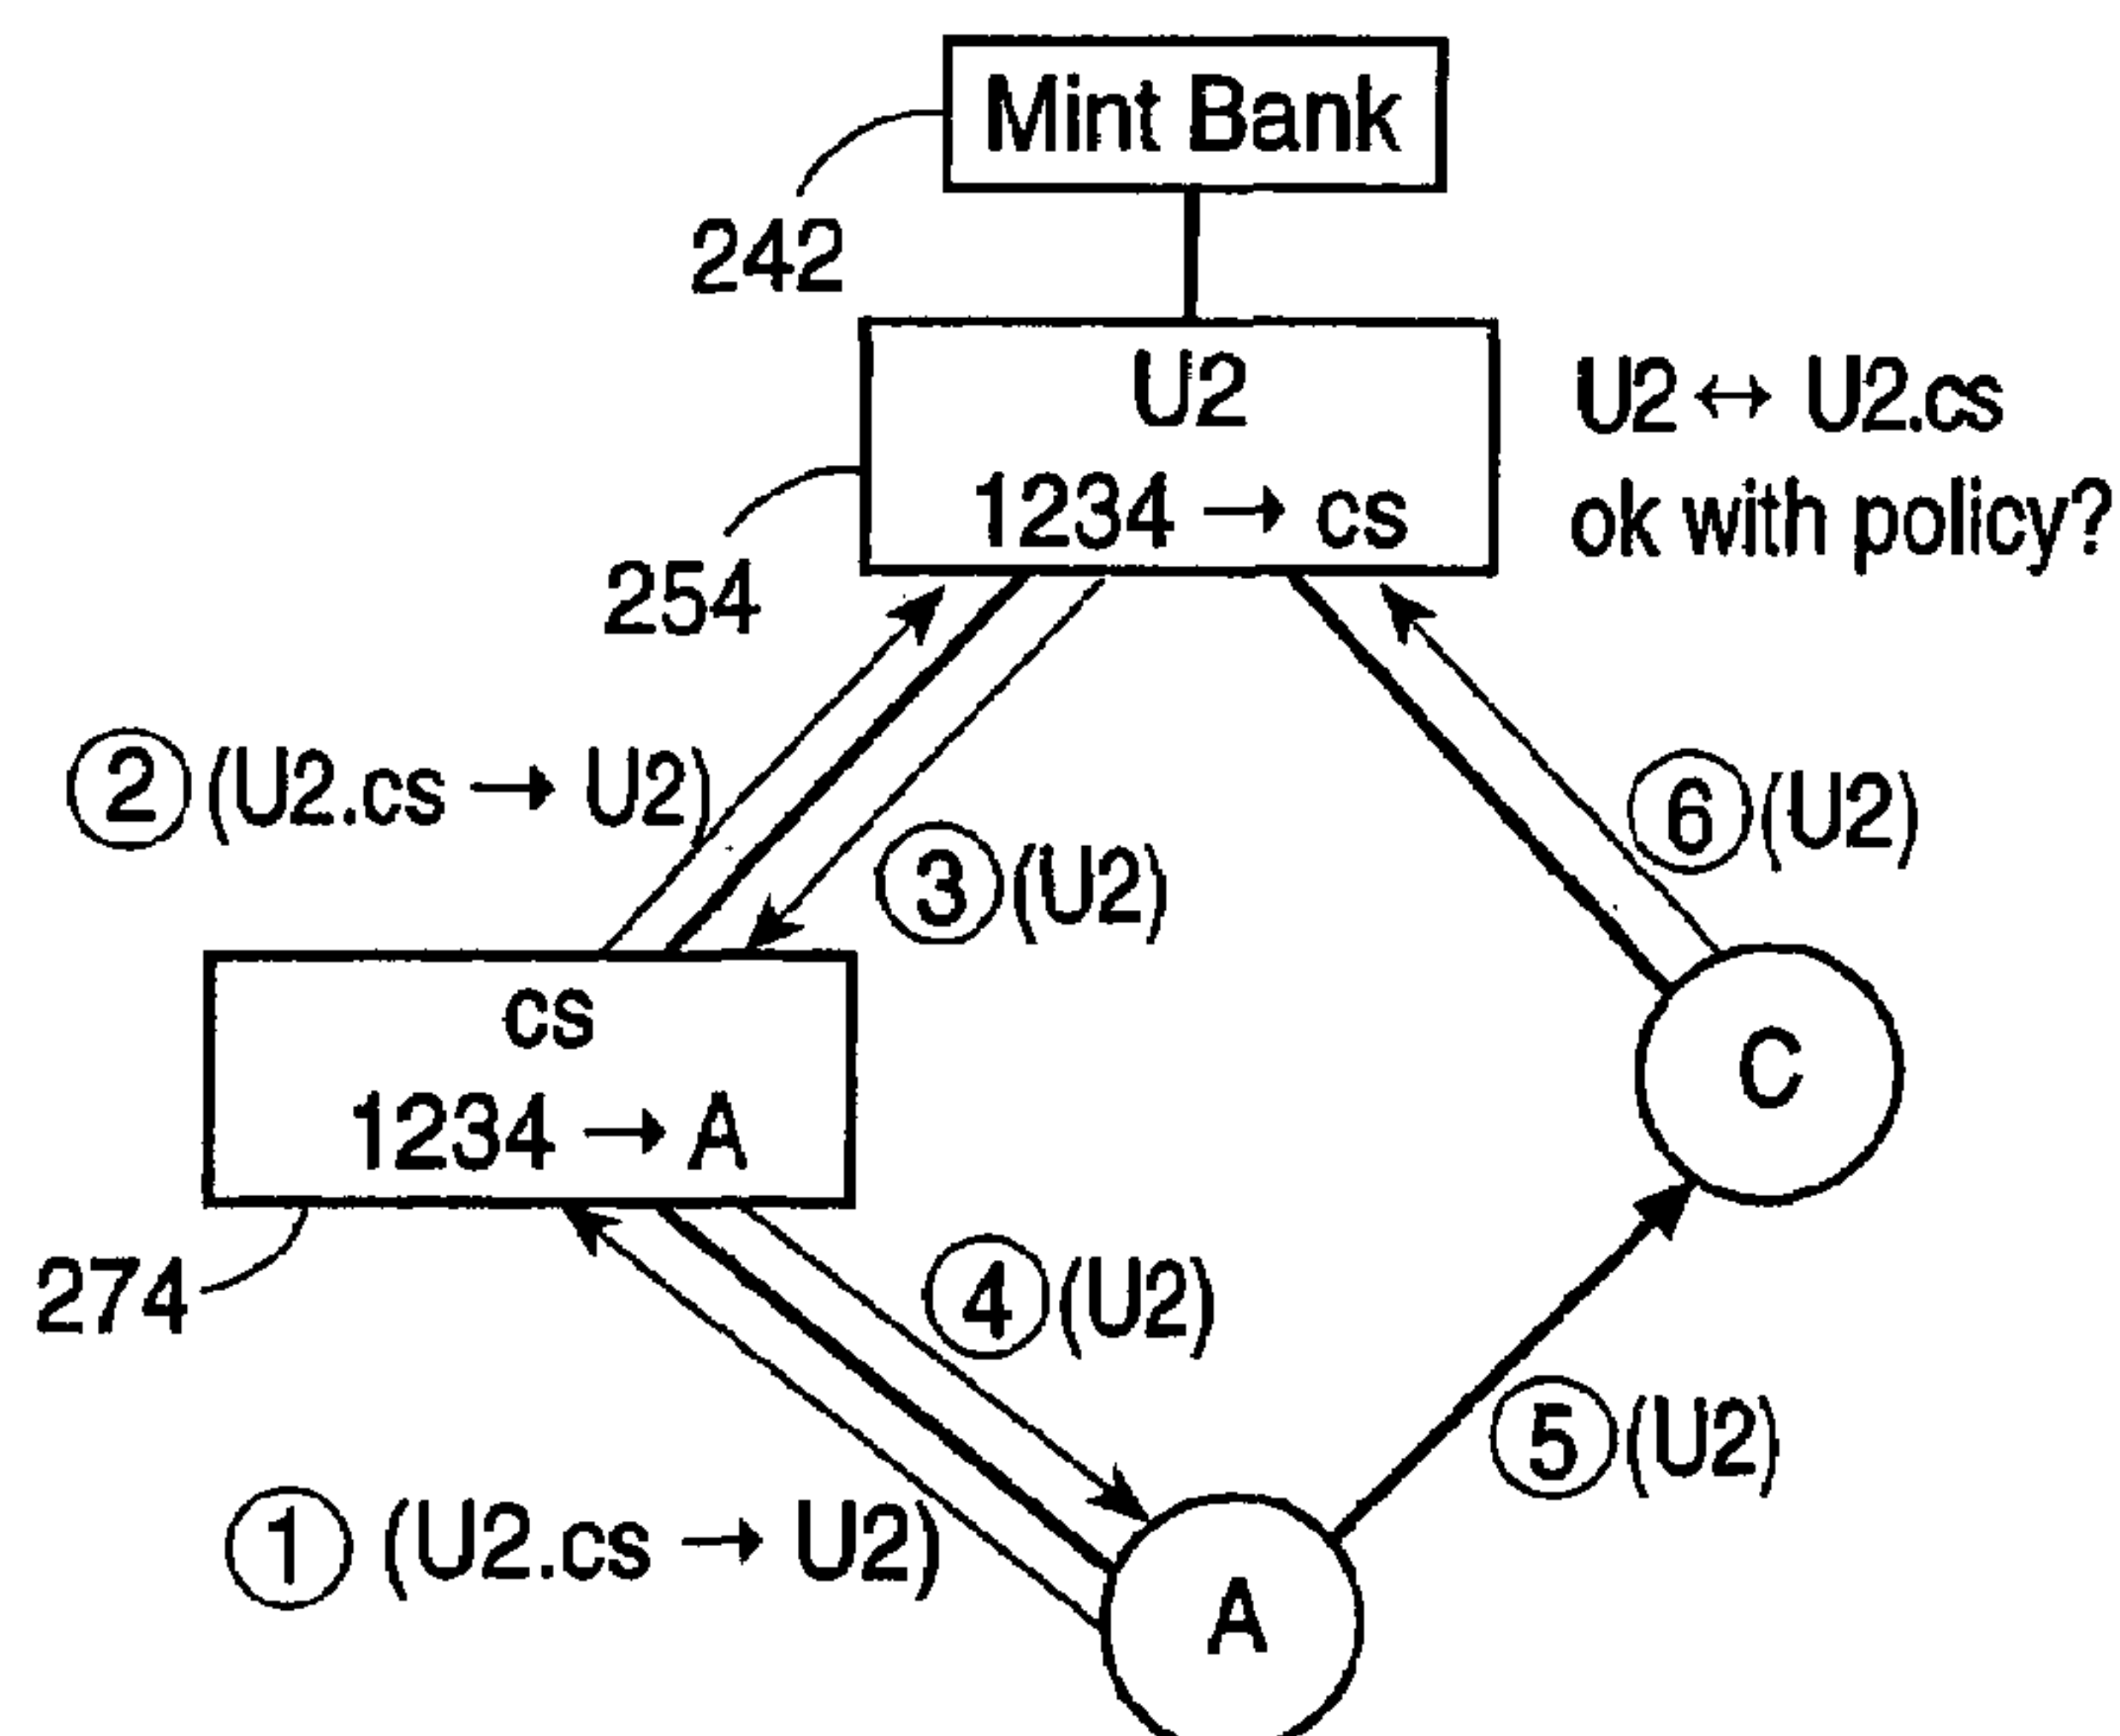 Mint Bank
242
U2
1234 → cs
U2 ↔ U2.cs
ok with policy?
254
② (U2.cs → U2)
③ (U2)
⑥ (U2)
cs
1234 → A
C
274
④ (U2)
⑤ (U2)
① (U2.cs → U2)
A